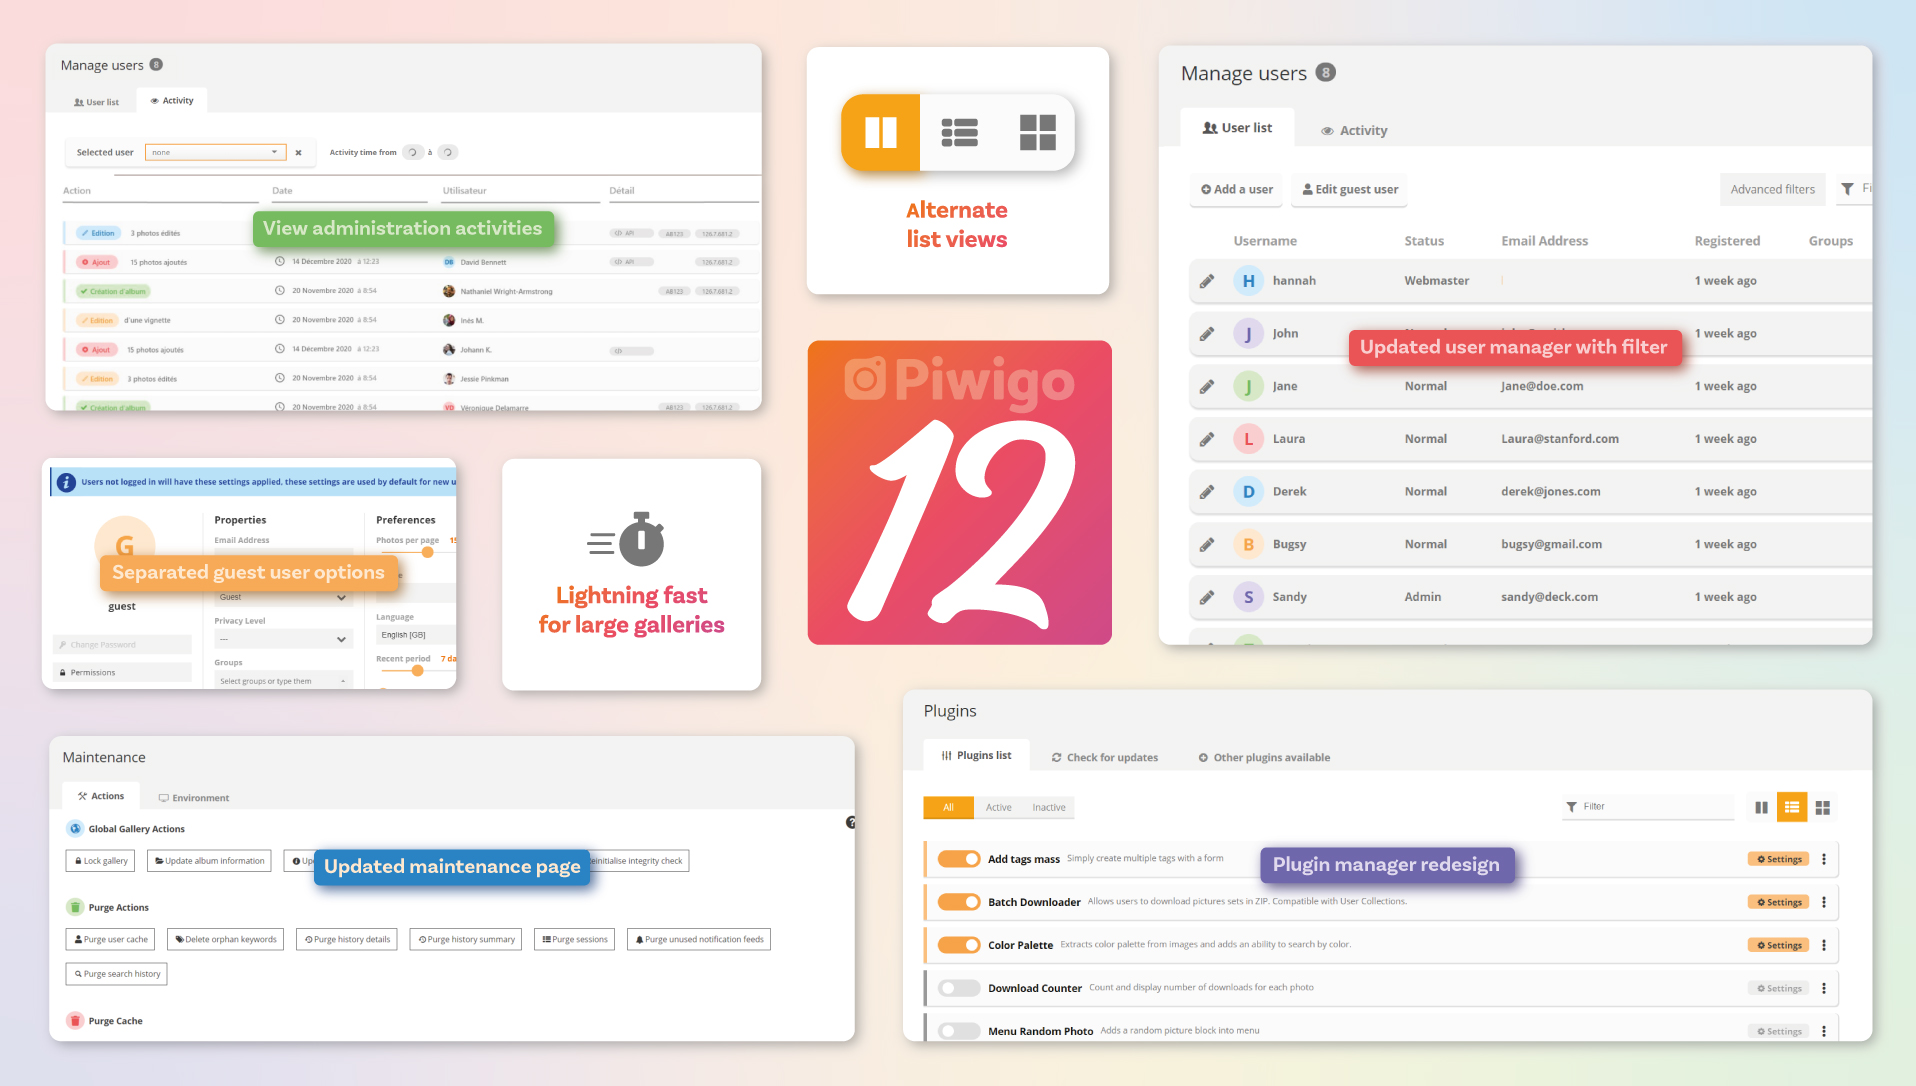 Manage users 8
User list
Activity
Selected user
none
Activity time from
à
Action
Date
Utilisateur
Détail
View administration activities
Edition
3 photos édités
API
AB123
126.7.681.2
Ajout
15 photos ajoutés
14 Décembre 2020 à 12:23
DB David Bennett
API
126.7.681.2
Création d'album
20 Novembre 2020 à 8:54
Nathaniel Wright-Armstrong
AB123
126.7.681.2
Edition
d'une vignette
20 Novembre 2020 à 8:54
Inès M.
Ajout
15 photos ajoutés
14 Décembre 2020 à 12:23
Johann K.
Edition
3 photos édités
20 Novembre 2020 à 8:54
Jessie Pinkman
Création d'album
20 Novembre 2020 à 8:54
VD Véronique Delamarre
AB123
126.7.681.2
Alternate
list views
Manage users 8
User list
Activity
Add a user
Edit guest user
Advanced filters
Username
Status
Email Address
Registered
Groups
H hannah
Webmaster
1 week ago
J John
1 week ago
Updated user manager with filter
J Jane
Normal
Jane@doe.com
1 week ago
L Laura
Normal
Laura@stanford.com
1 week ago
D Derek
Normal
derek@jones.com
1 week ago
B Bugsy
Normal
bugsy@gmail.com
1 week ago
S Sandy
Admin
sandy@deck.com
1 week ago
Piwigo
12
Users not logged in will have these settings applied, these settings are used by default for new u
G
guest
Change Password
Permissions
Separated guest user options
Properties
Email Address
Guest
Privacy Level
---
Groups
Select groups or type them
Preferences
Photos per page 15
Language
English [GB]
Recent period 7 da
Lightning fast
for large galleries
Maintenance
Actions
Environment
Global Gallery Actions
Lock gallery
Update album information
Updated maintenance page
einitialise integrity check
Purge Actions
Purge user cache
Delete orphan keywords
Purge history details
Purge history summary
Purge sessions
Purge unused notification feeds
Purge search history
Purge Cache
Plugins
Plugins list
Check for updates
Other plugins available
All
Active
Inactive
Filter
Plugin manager redesign
Add tags mass Simply create multiple tags with a form
Settings
Batch Downloader Allows users to download pictures sets in ZIP. Compatible with User Collections.
Settings
Color Palette Extracts color palette from images and adds an ability to search by color.
Settings
Download Counter Count and display number of downloads for each photo
Settings
Menu Random Photo Adds a random picture block into menu
Settings